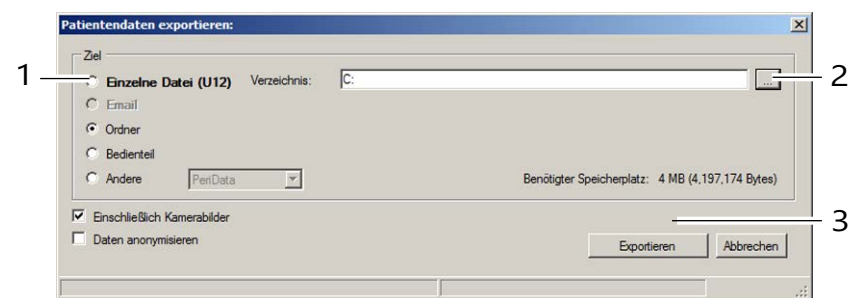 Patientendaten exportieren:
Ziel
1
Einzelne Datei (U12) Verzeichnis: C: ... 2
Email
Ordner
Bedienteil
Andere PeriData Benötigter Speicherplatz: 4 MB (4,197,174 Bytes)
Einschließlich Kamerabilder 3
Daten anonymisieren
Exportieren Abbrechen